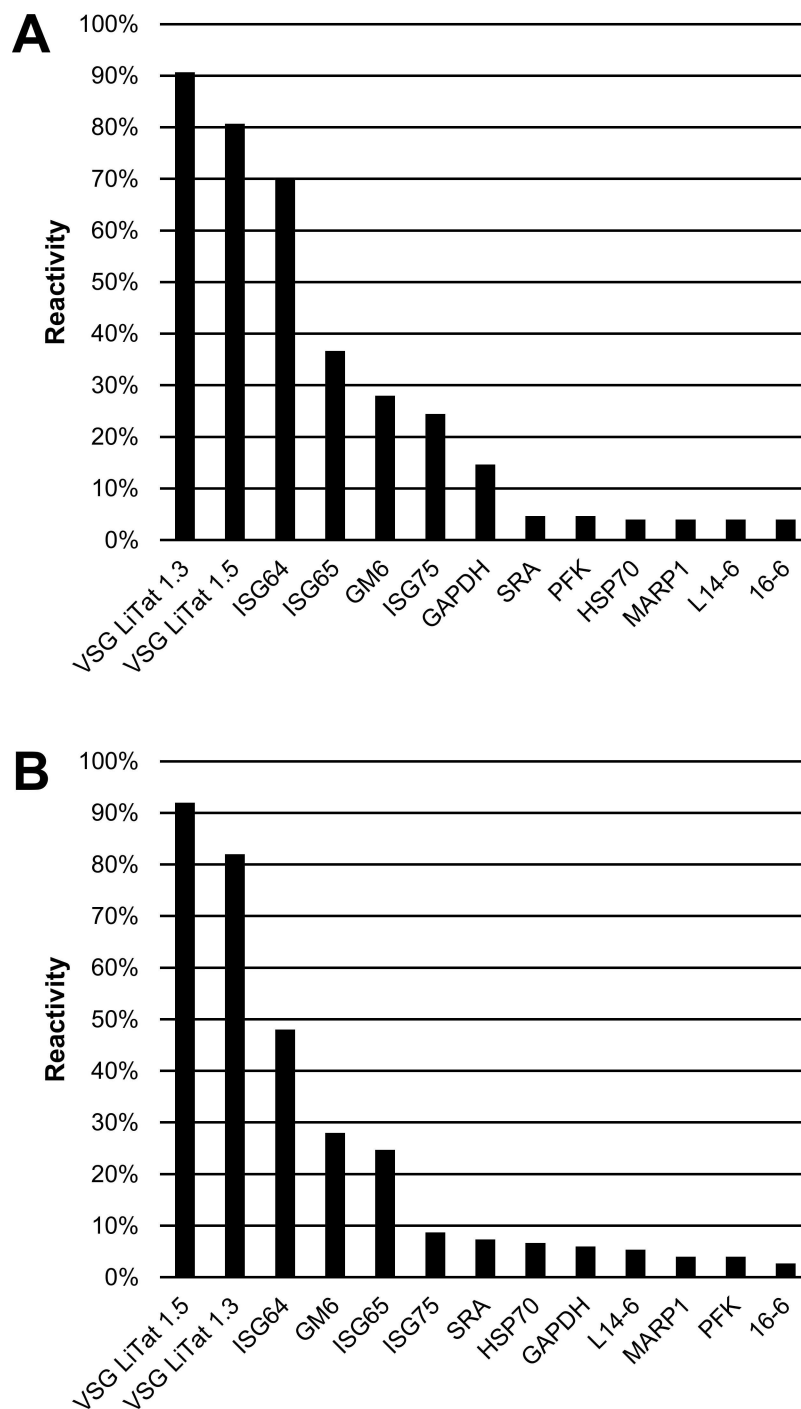 A
100%
90%
80%
70%
60%
50%
40%
30%
20%
10%
0%
Reactivity
VSG LiTat 1.3
VSG LiTat 1.5
ISG64
ISG65
GM6
ISG75
GAPDH
SRA
PFK
HSP70
MARP1
L14-6
16-6
B
100%
90%
80%
70%
60%
50%
40%
30%
20%
10%
0%
Reactivity
VSG LiTat 1.5
VSG LiTat 1.3
ISG64
GM6
ISG65
ISG75
SRA
HSP70
GAPDH
L14-6
MARP1
PFK
16-6